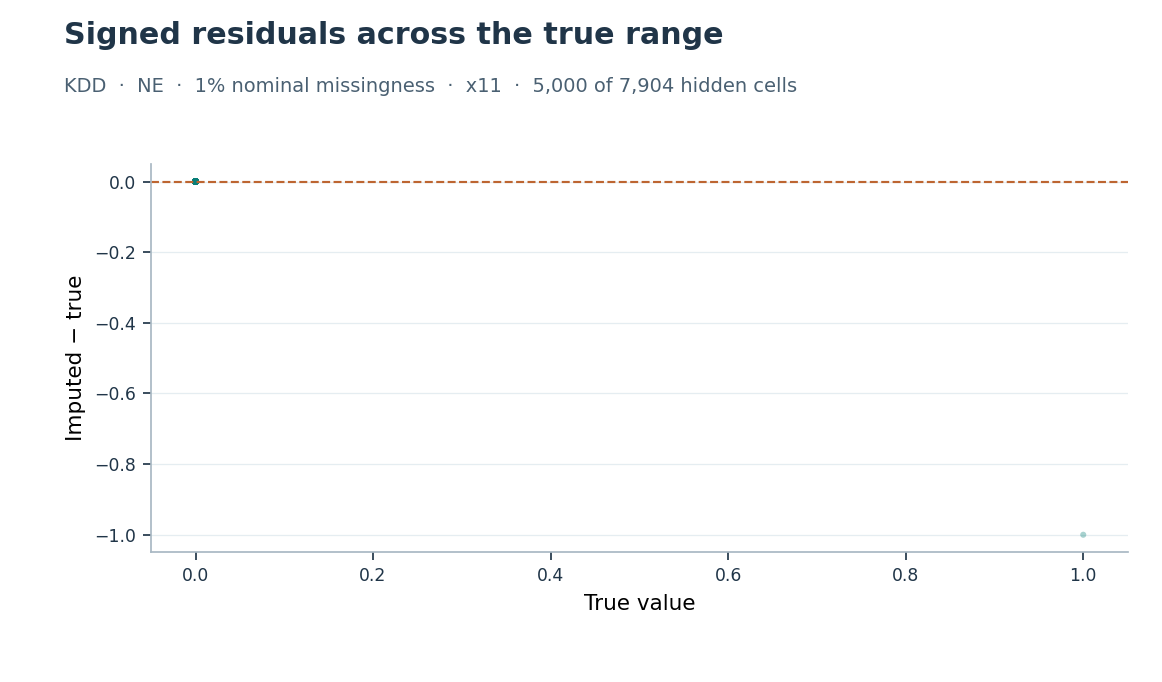 Signed residuals across the true range
KDD · NE · 1% nominal missingness · x11 · 5,000 of 7,904 hidden cells
0.0
−0.2
−0.4
−0.6
−0.8
−1.0
Imputed − true
0.0 0.2 0.4 0.6 0.8 1.0
True value